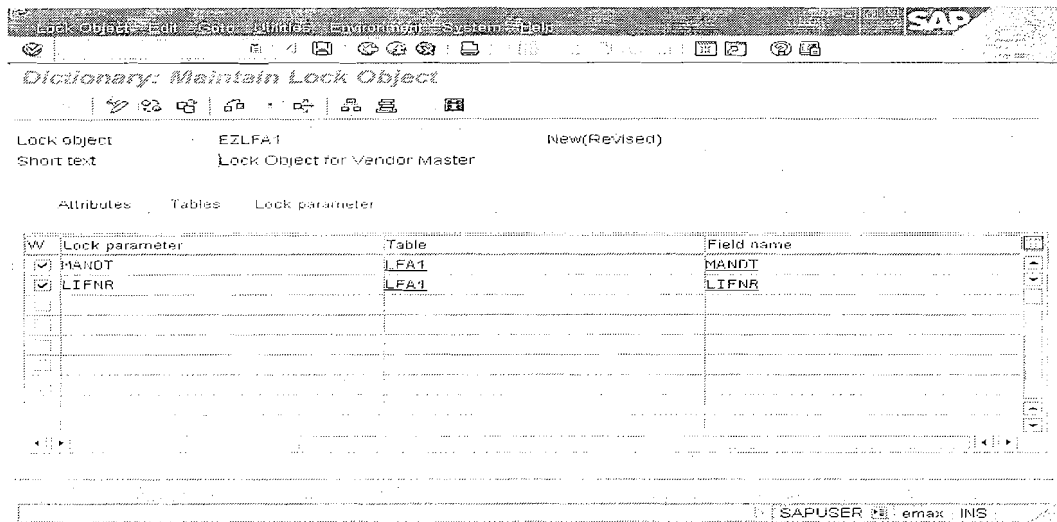 Lock Object Edit Goto Utilities Environment System Help
SAP
Dictionary: Maintain Lock Object
Lock object EZLFA1 New(Revised)
Short text Lock Object for Vendor Master
Attributes Tables Lock parameter
W Lock parameter Table Field name
MANDT LFA1 MANDT
LIFNR LFA1 LIFNR
SAPUSER emax INS